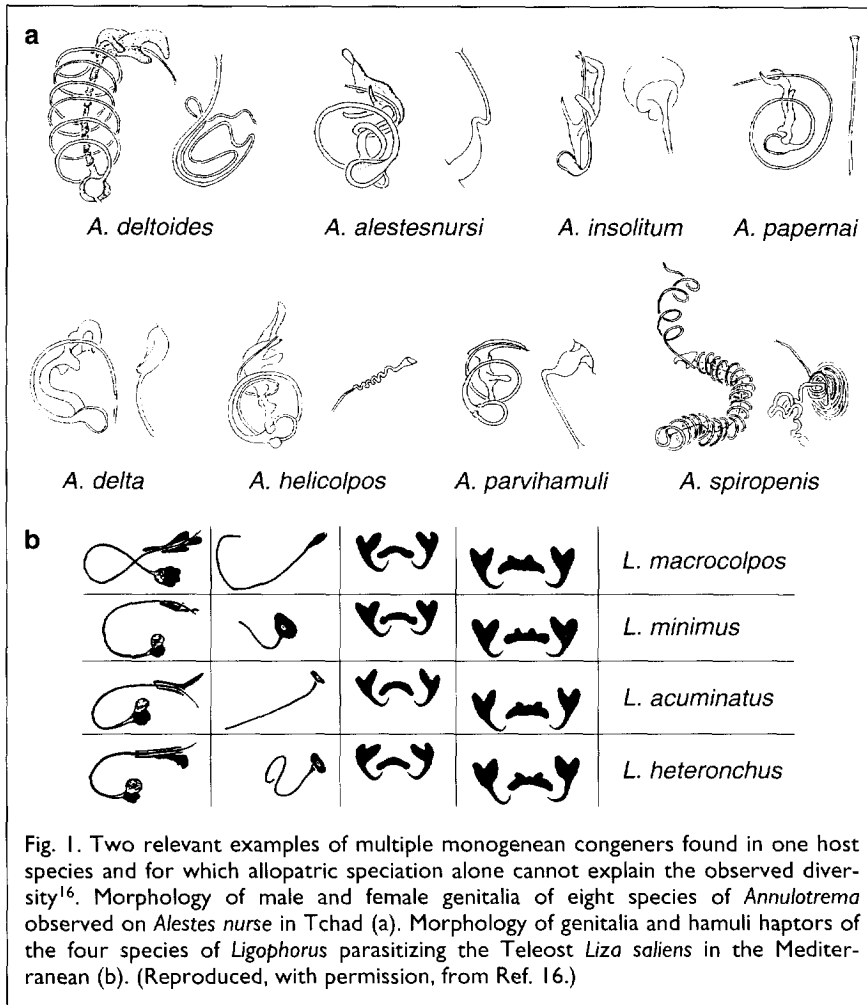 a
A. deltoides A. alestesnursi A. insolitum A. papernai
A. delta A. helicolpos A. parvihamuli A. spiropenis
b
L. macrocolpos
L. minimus
L. acuminatus
L. heteronchus
Fig. 1. Two relevant examples of multiple monogenean congeners found in one host
species and for which allopatric speciation alone cannot explain the observed diver-
sity16. Morphology of male and female genitalia of eight species of Annulotrema
observed on Alestes nurse in Tchad (a). Morphology of genitalia and hamuli haptors of
the four species of Ligophorus parasitizing the Teleost Liza saliens in the Mediter-
ranean (b). (Reproduced, with permission, from Ref. 16.)